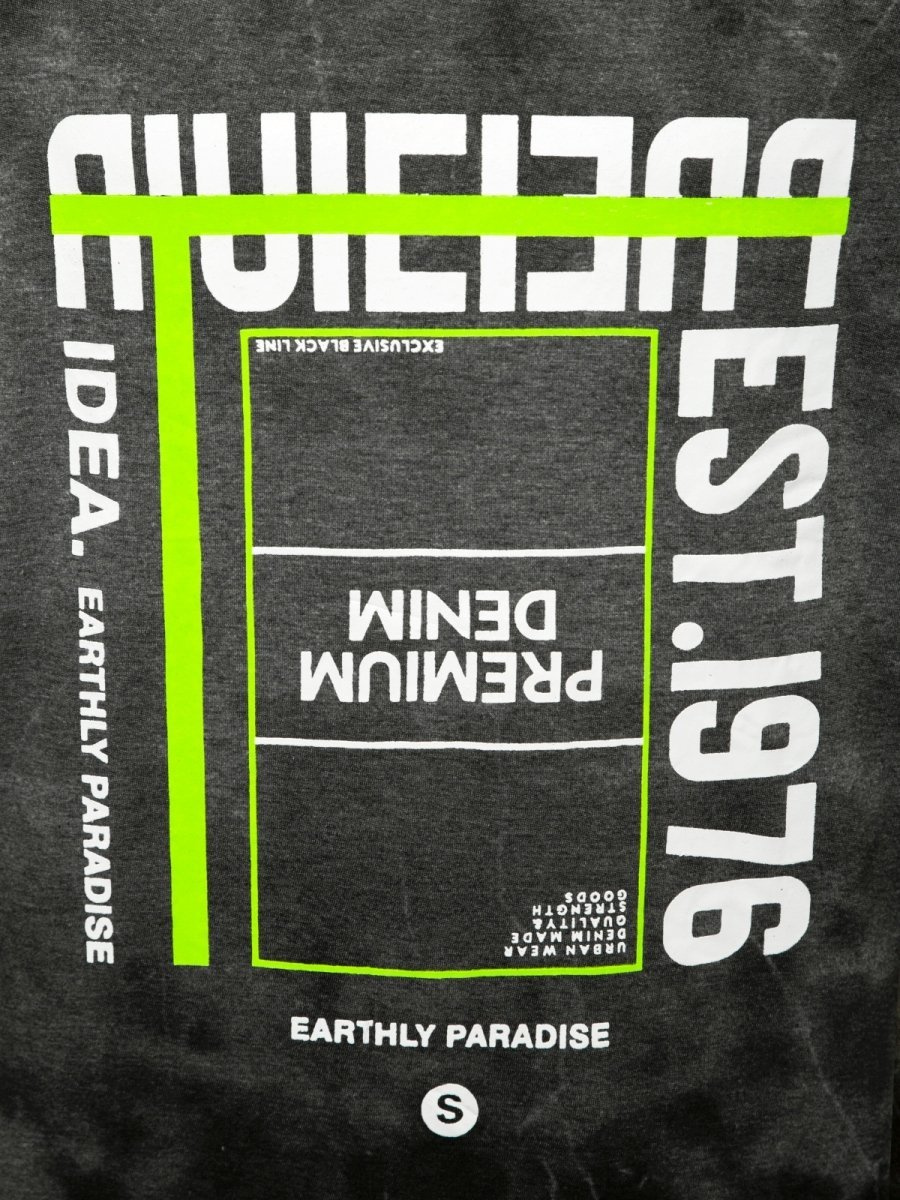 IDEA. EARTHLY PARADISE
EST.1976
EXCLUSIVE BLACK LINE
PREMIUM
DENIM
URBAN WEAR
DENIM MADE
QUALITY&
STRENGTH
GOODS
EARTHLY PARADISE
S